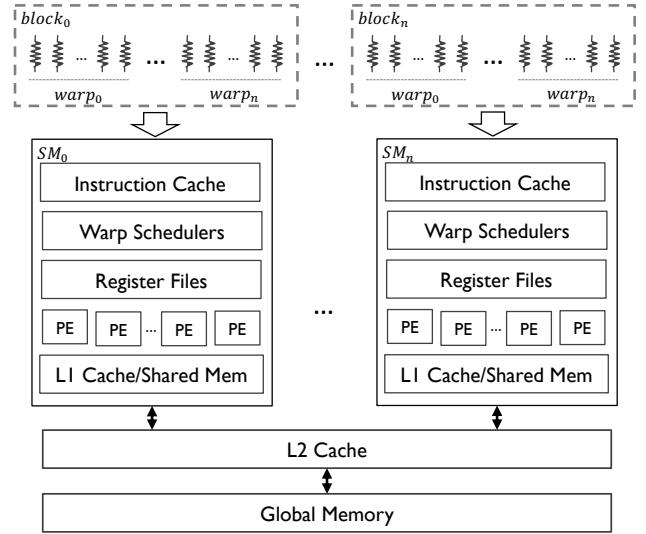 block₀ blockₙ
... ... ... ... ... ... ...
warp₀ warpₙ warp₀ warpₙ
SM₀ SMₙ
Instruction Cache Instruction Cache
Warp Schedulers Warp Schedulers
Register Files Register Files
...
PE PE ... PE PE PE PE ... PE PE
L1 Cache/Shared Mem L1 Cache/Shared Mem
L2 Cache
Global Memory